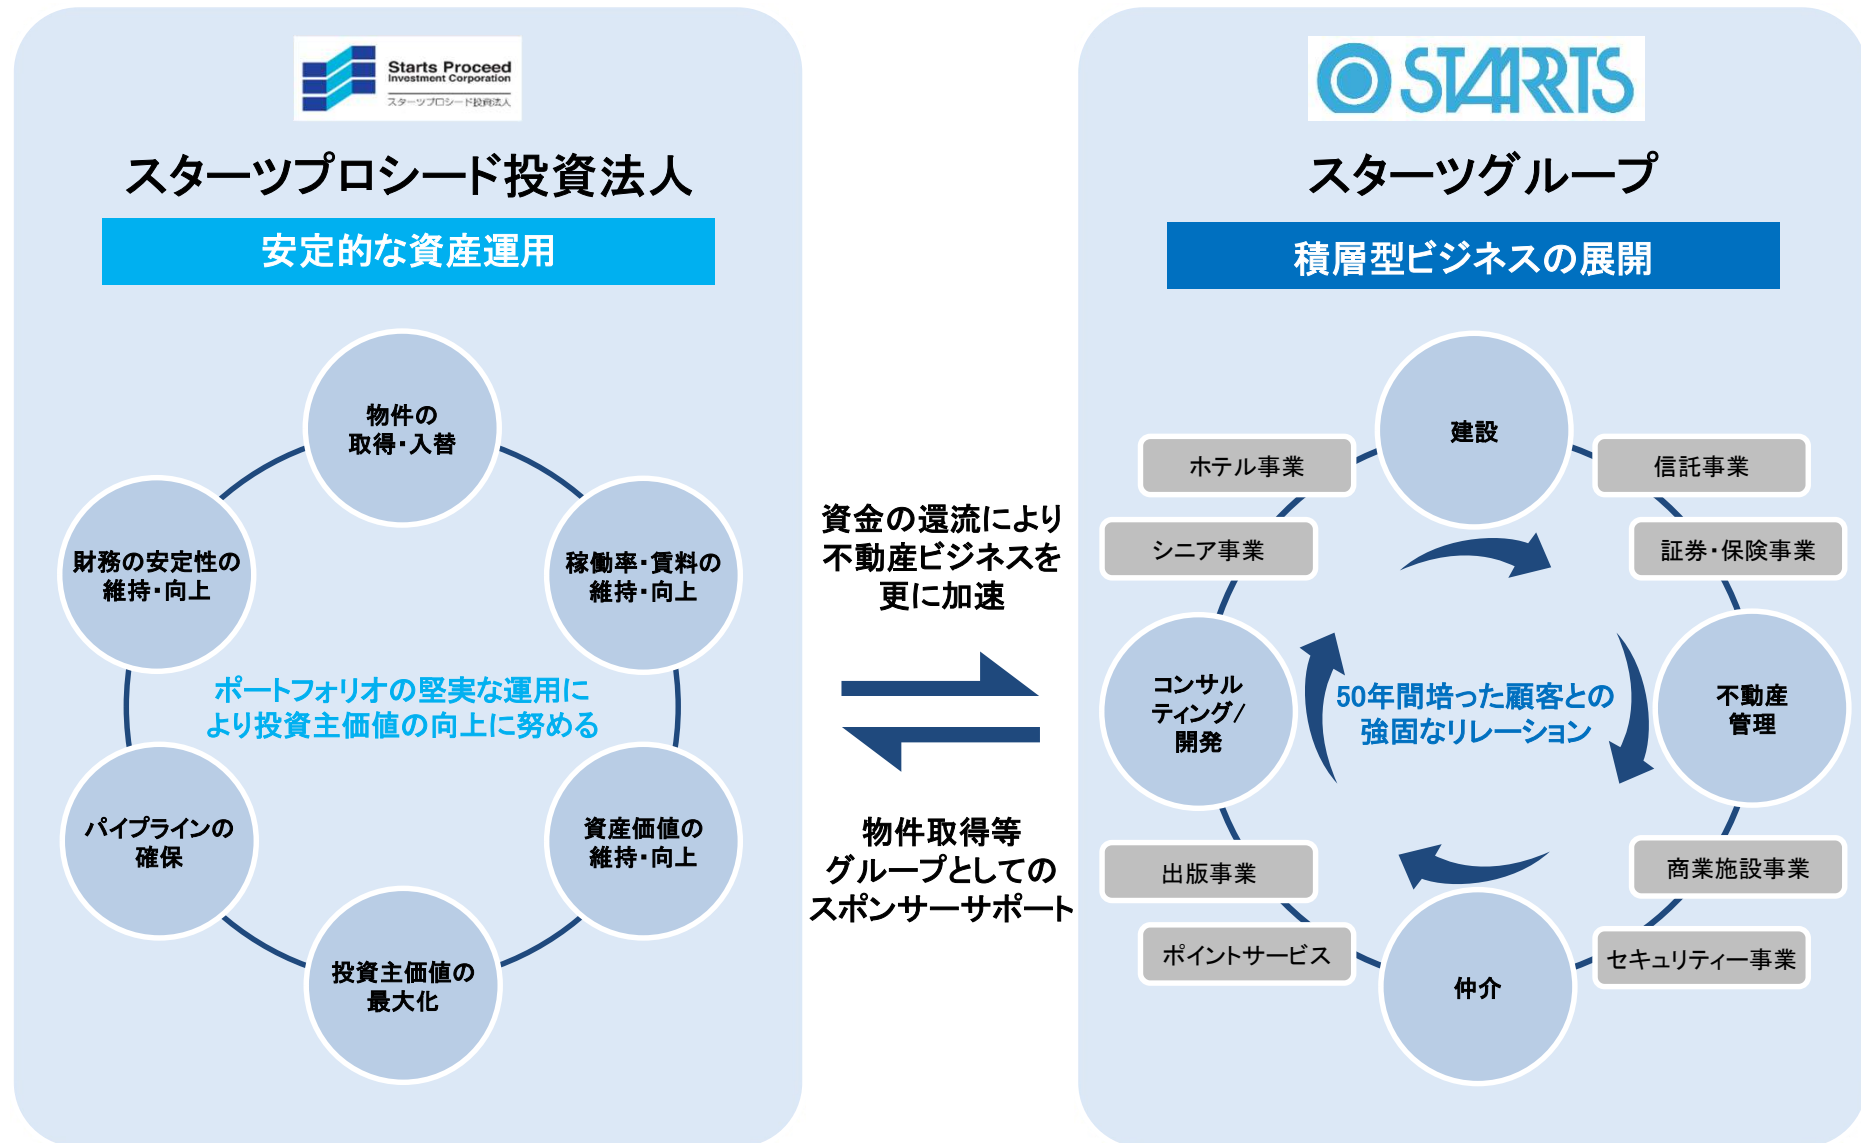 Starts Proceed
Investment Corporation
スターツプロシード投資法人
スターツプロシード投資法人
安定的な資産運用
物件の
取得・入替
財務の安定性の
維持・向上
稼働率・賃料の
維持・向上
ポートフォリオの堅実な運用に
より投資主価値の向上に努める
パイプラインの
確保
資産価値の
維持・向上
投資主価値の
最大化
資金の還流により
不動産ビジネスを
更に加速
物件取得等
グループとしての
スポンサーサポート
STARTS
スターツグループ
積層型ビジネスの展開
建設
ホテル事業
信託事業
シニア事業
証券・保険事業
コンサル
ティング/
開発
50年間培った顧客との
強固なリレーション
不動産
管理
出版事業
商業施設事業
ポイントサービス
セキュリティー事業
仲介